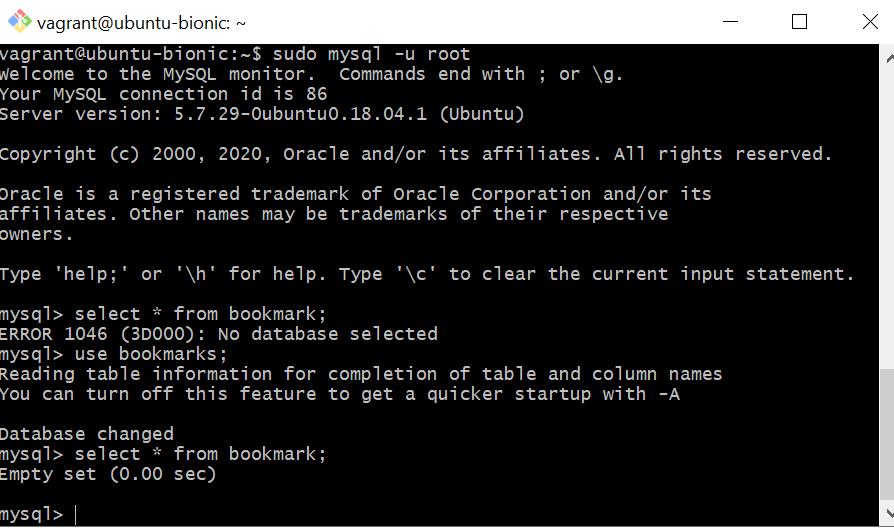 vagrant@ubuntu-bionic: ~
vagrant@ubuntu-bionic:~$ sudo mysql -u root
Welcome to the MySQL monitor.  Commands end with ; or \g.
Your MySQL connection id is 86
Server version: 5.7.29-0ubuntu0.18.04.1 (Ubuntu)
Copyright (c) 2000, 2020, Oracle and/or its affiliates. All rights reserved.
Oracle is a registered trademark of Oracle Corporation and/or its
affiliates. Other names may be trademarks of their respective
owners.
Type 'help;' or '\h' for help. Type '\c' to clear the current input statement.
mysql> select * from bookmark;
ERROR 1046 (3D000): No database selected
mysql> use bookmarks;
Reading table information for completion of table and column names
You can turn off this feature to get a quicker startup with -A
Database changed
mysql> select * from bookmark;
Empty set (0.00 sec)
mysql>